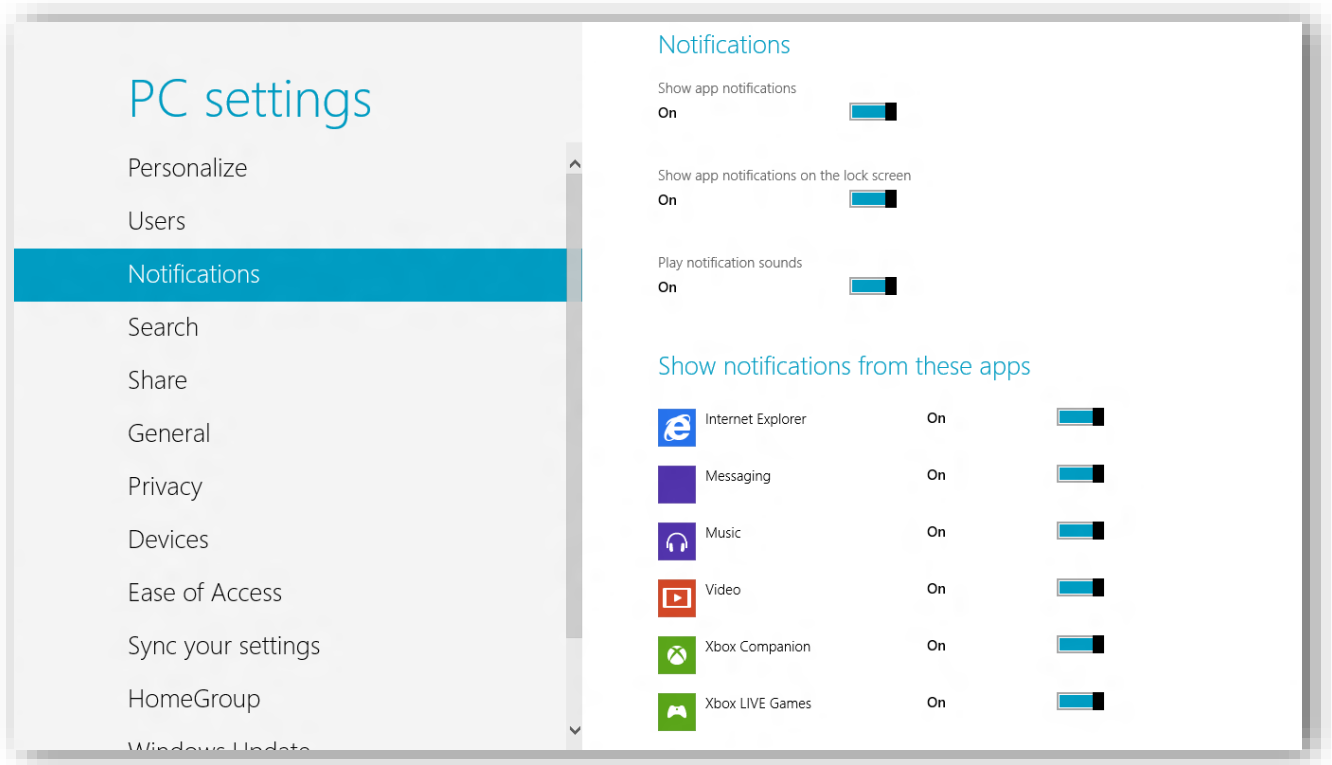 PC settings
Personalize
Users
Notifications
Search
Share
General
Privacy
Devices
Ease of Access
Sync your settings
HomeGroup
Windows Update
Notifications
Show app notifications
On
Show app notifications on the lock screen
On
Play notification sounds
On
Show notifications from these apps
Internet Explorer On
Messaging On
Music On
Video On
Xbox Companion On
Xbox LIVE Games On